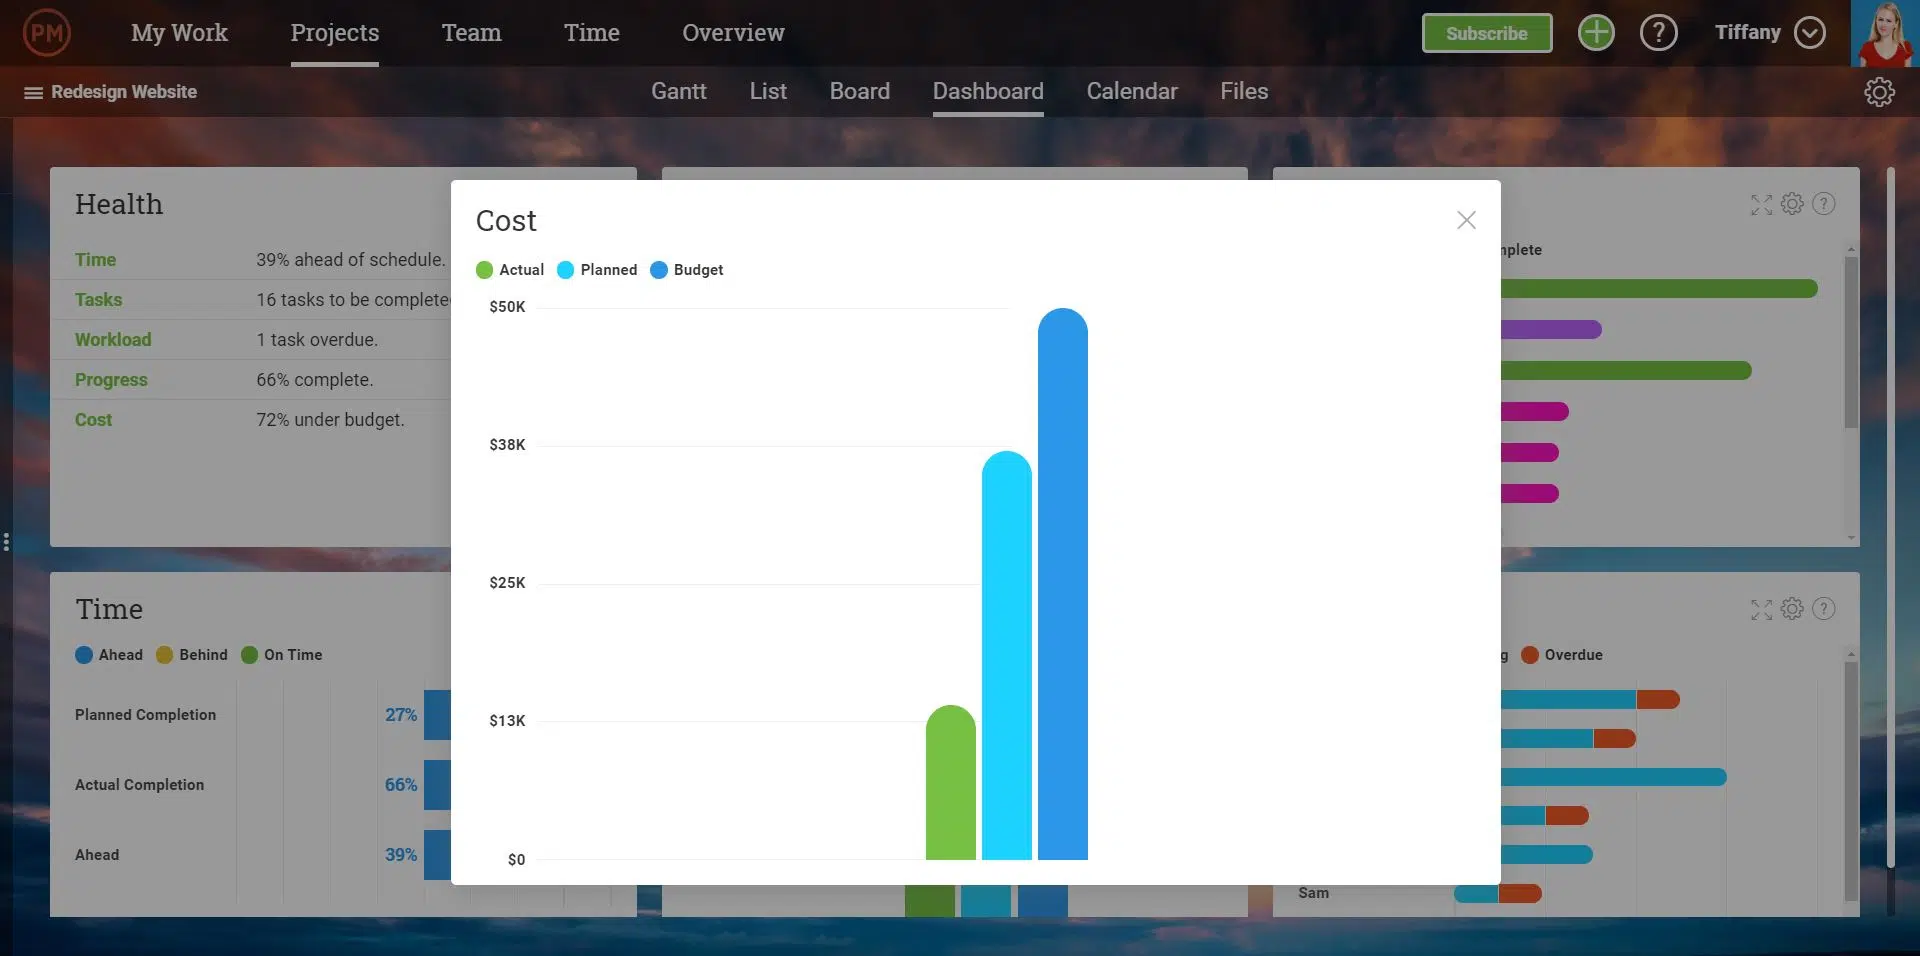 PM My Work Projects Team Time Overview Subscribe ? Tiffany
Redesign Website Gantt List Board Dashboard Calendar Files
Health
Time 39% ahead of schedule.
Tasks 16 tasks to be complete
Workload 1 task overdue.
Progress 66% complete.
Cost 72% under budget.
Cost
Actual Planned Budget
$50K
$38K
$25K
$13K
$0
?
mplete
Time
Ahead Behind On Time
Planned Completion 27%
Actual Completion 66%
Ahead 39%
?
g Overdue
Sam